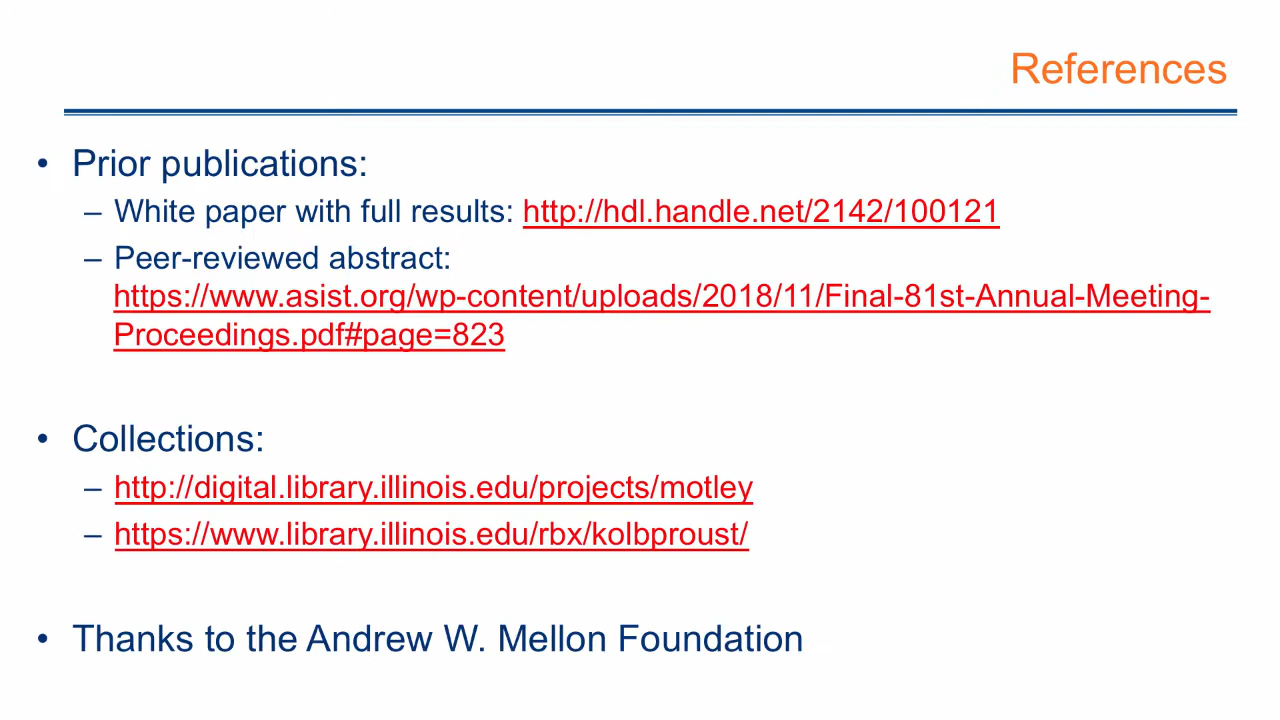 References
• Prior publications:
– White paper with full results: http://hdl.handle.net/2142/100121
– Peer-reviewed abstract:
https://www.asist.org/wp-content/uploads/2018/11/Final-81st-Annual-Meeting-
Proceedings.pdf#page=823
• Collections:
– http://digital.library.illinois.edu/projects/motley
– https://www.library.illinois.edu/rbx/kolbproust/
• Thanks to the Andrew W. Mellon Foundation